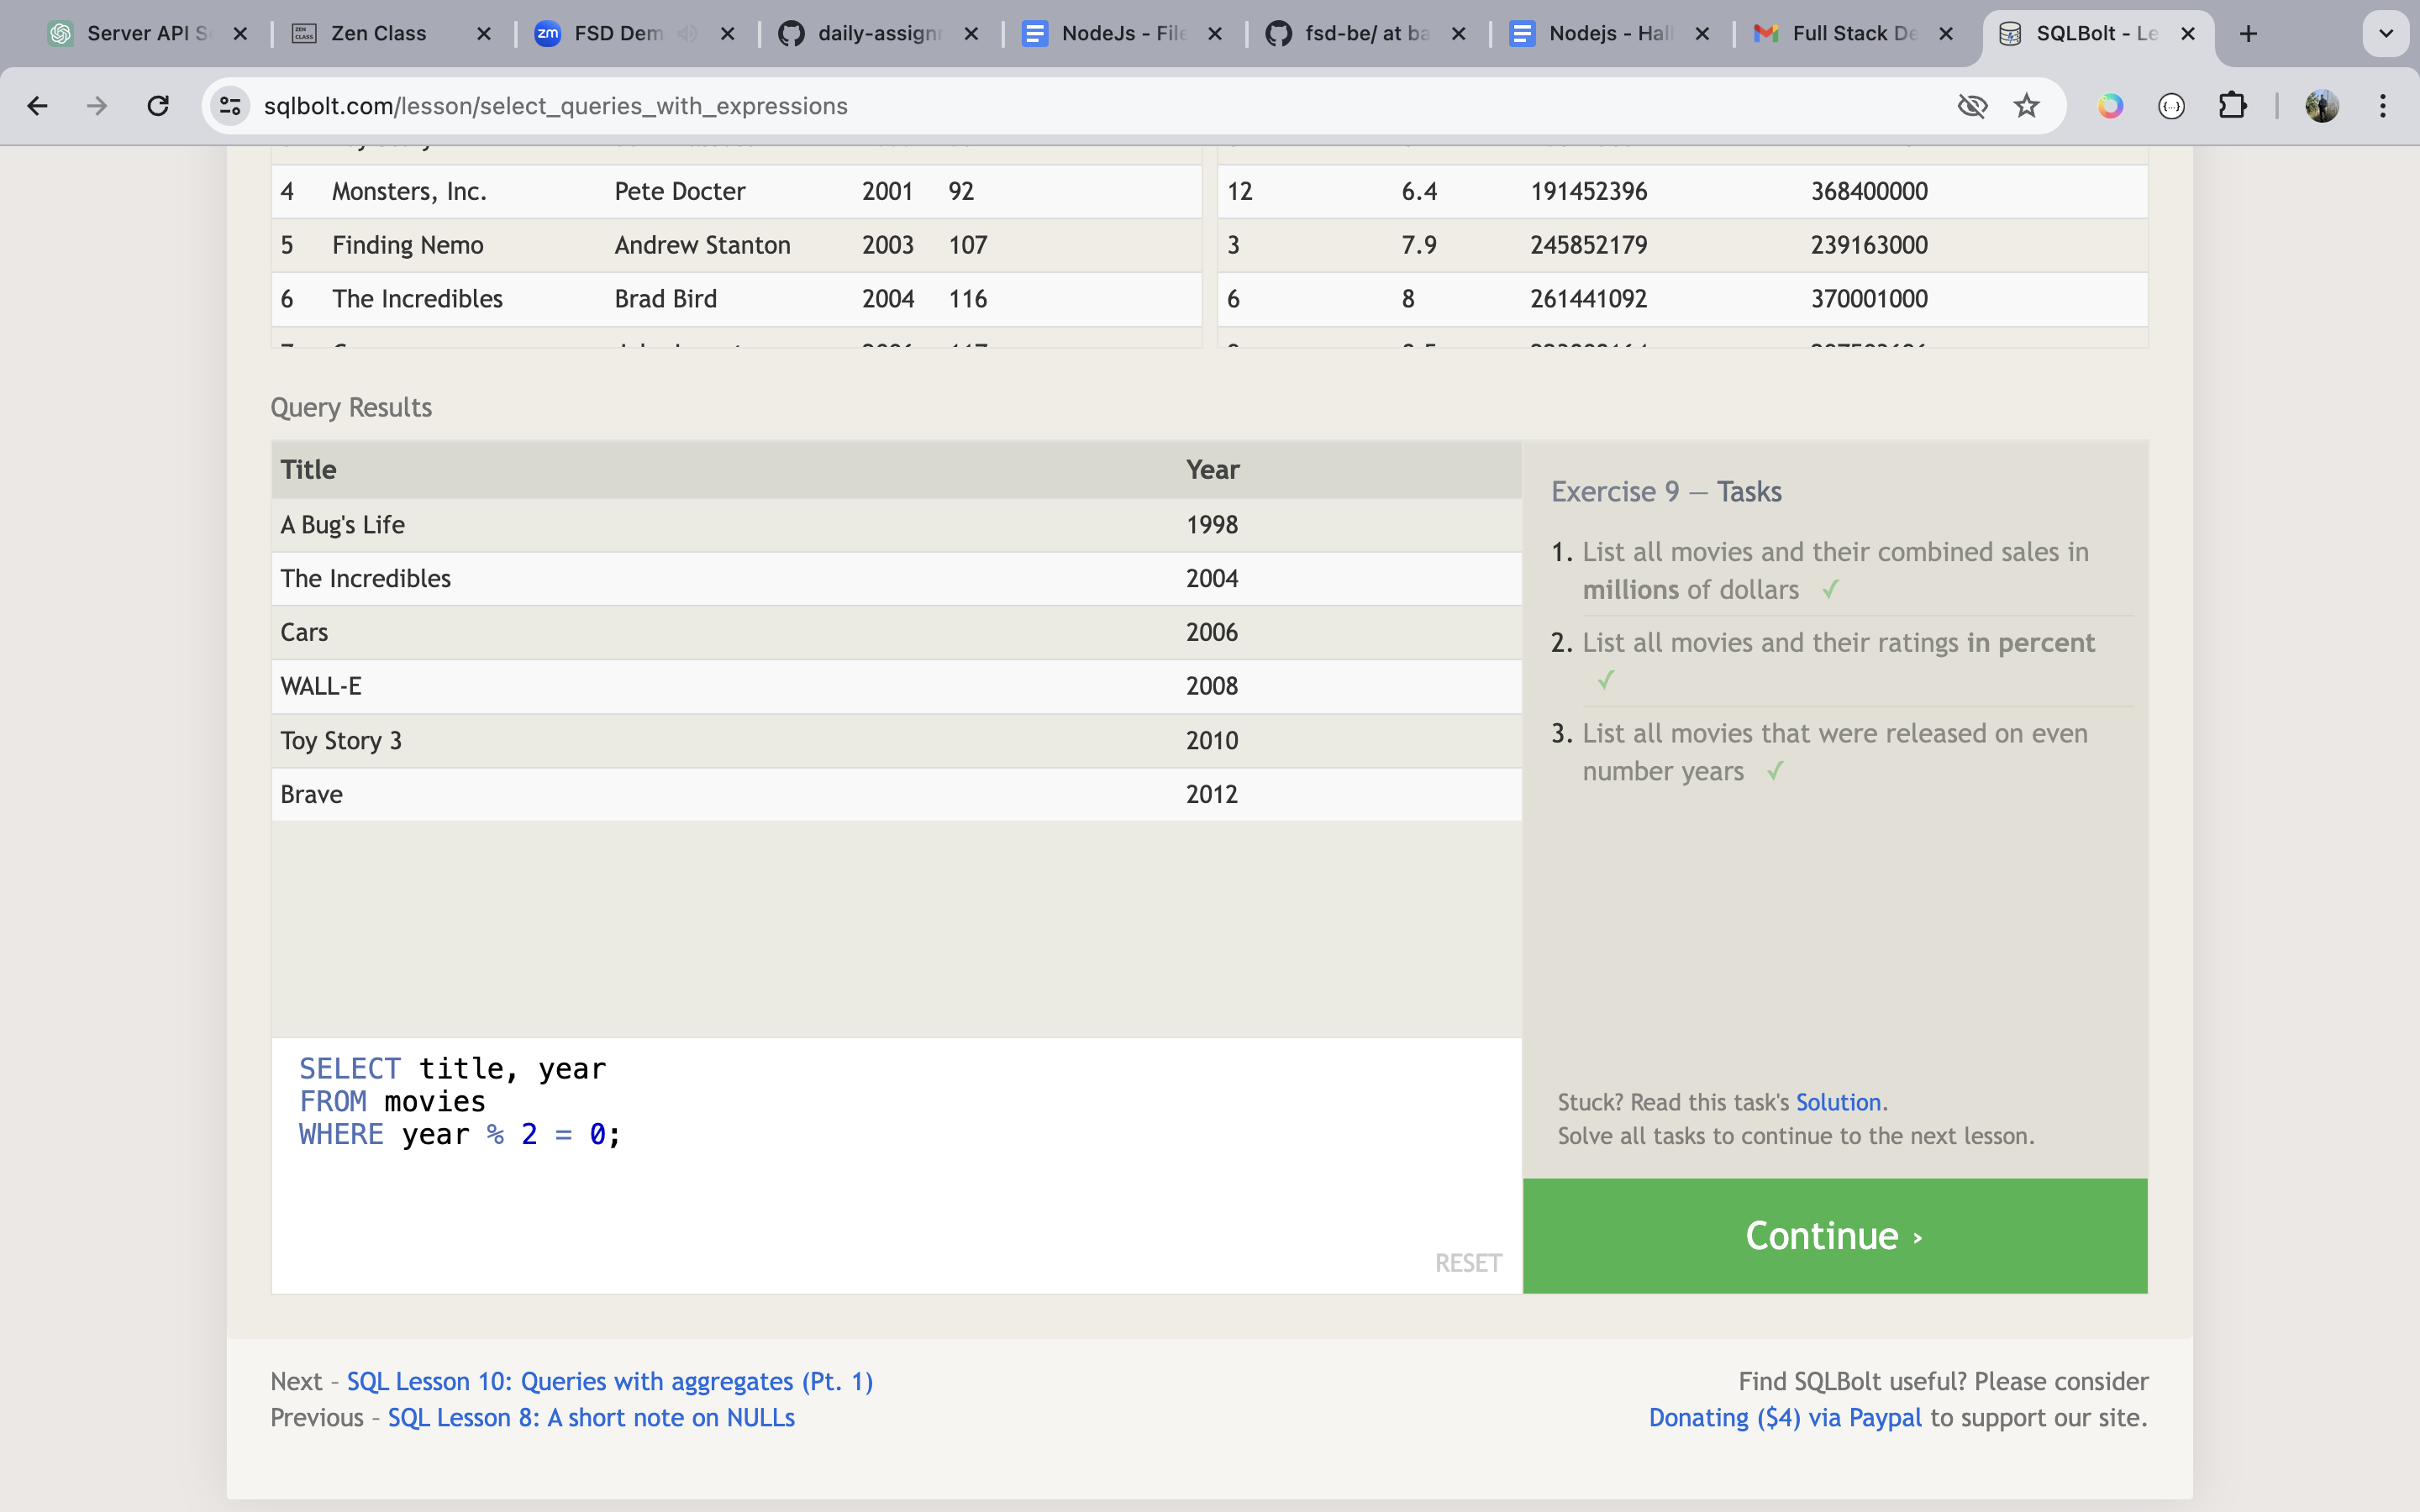 Server API S
Zen Class
FSD Dem
daily-assignr
NodeJs - File
fsd-be/ at ba
Nodejs - Hall
Full Stack De
SQLBolt - Le
sqlbolt.com/lesson/select_queries_with_expressions
4 Monsters, Inc. Pete Docter 2001 92
12 6.4 191452396 368400000
5 Finding Nemo Andrew Stanton 2003 107
3 7.9 245852179 239163000
6 The Incredibles Brad Bird 2004 116
6 8 261441092 370001000
Query Results
Title Year
A Bug's Life 1998
The Incredibles 2004
Cars 2006
WALL-E 2008
Toy Story 3 2010
Brave 2012
SELECT title, year
FROM movies
WHERE year % 2 = 0;
RESET
Exercise 9 — Tasks
1. List all movies and their combined sales in
millions of dollars ✓
2. List all movies and their ratings in percent
✓
3. List all movies that were released on even
number years ✓
Stuck? Read this task's Solution.
Solve all tasks to continue to the next lesson.
Continue ›
Next – SQL Lesson 10: Queries with aggregates (Pt. 1)
Previous – SQL Lesson 8: A short note on NULLs
Find SQLBolt useful? Please consider
Donating ($4) via Paypal to support our site.